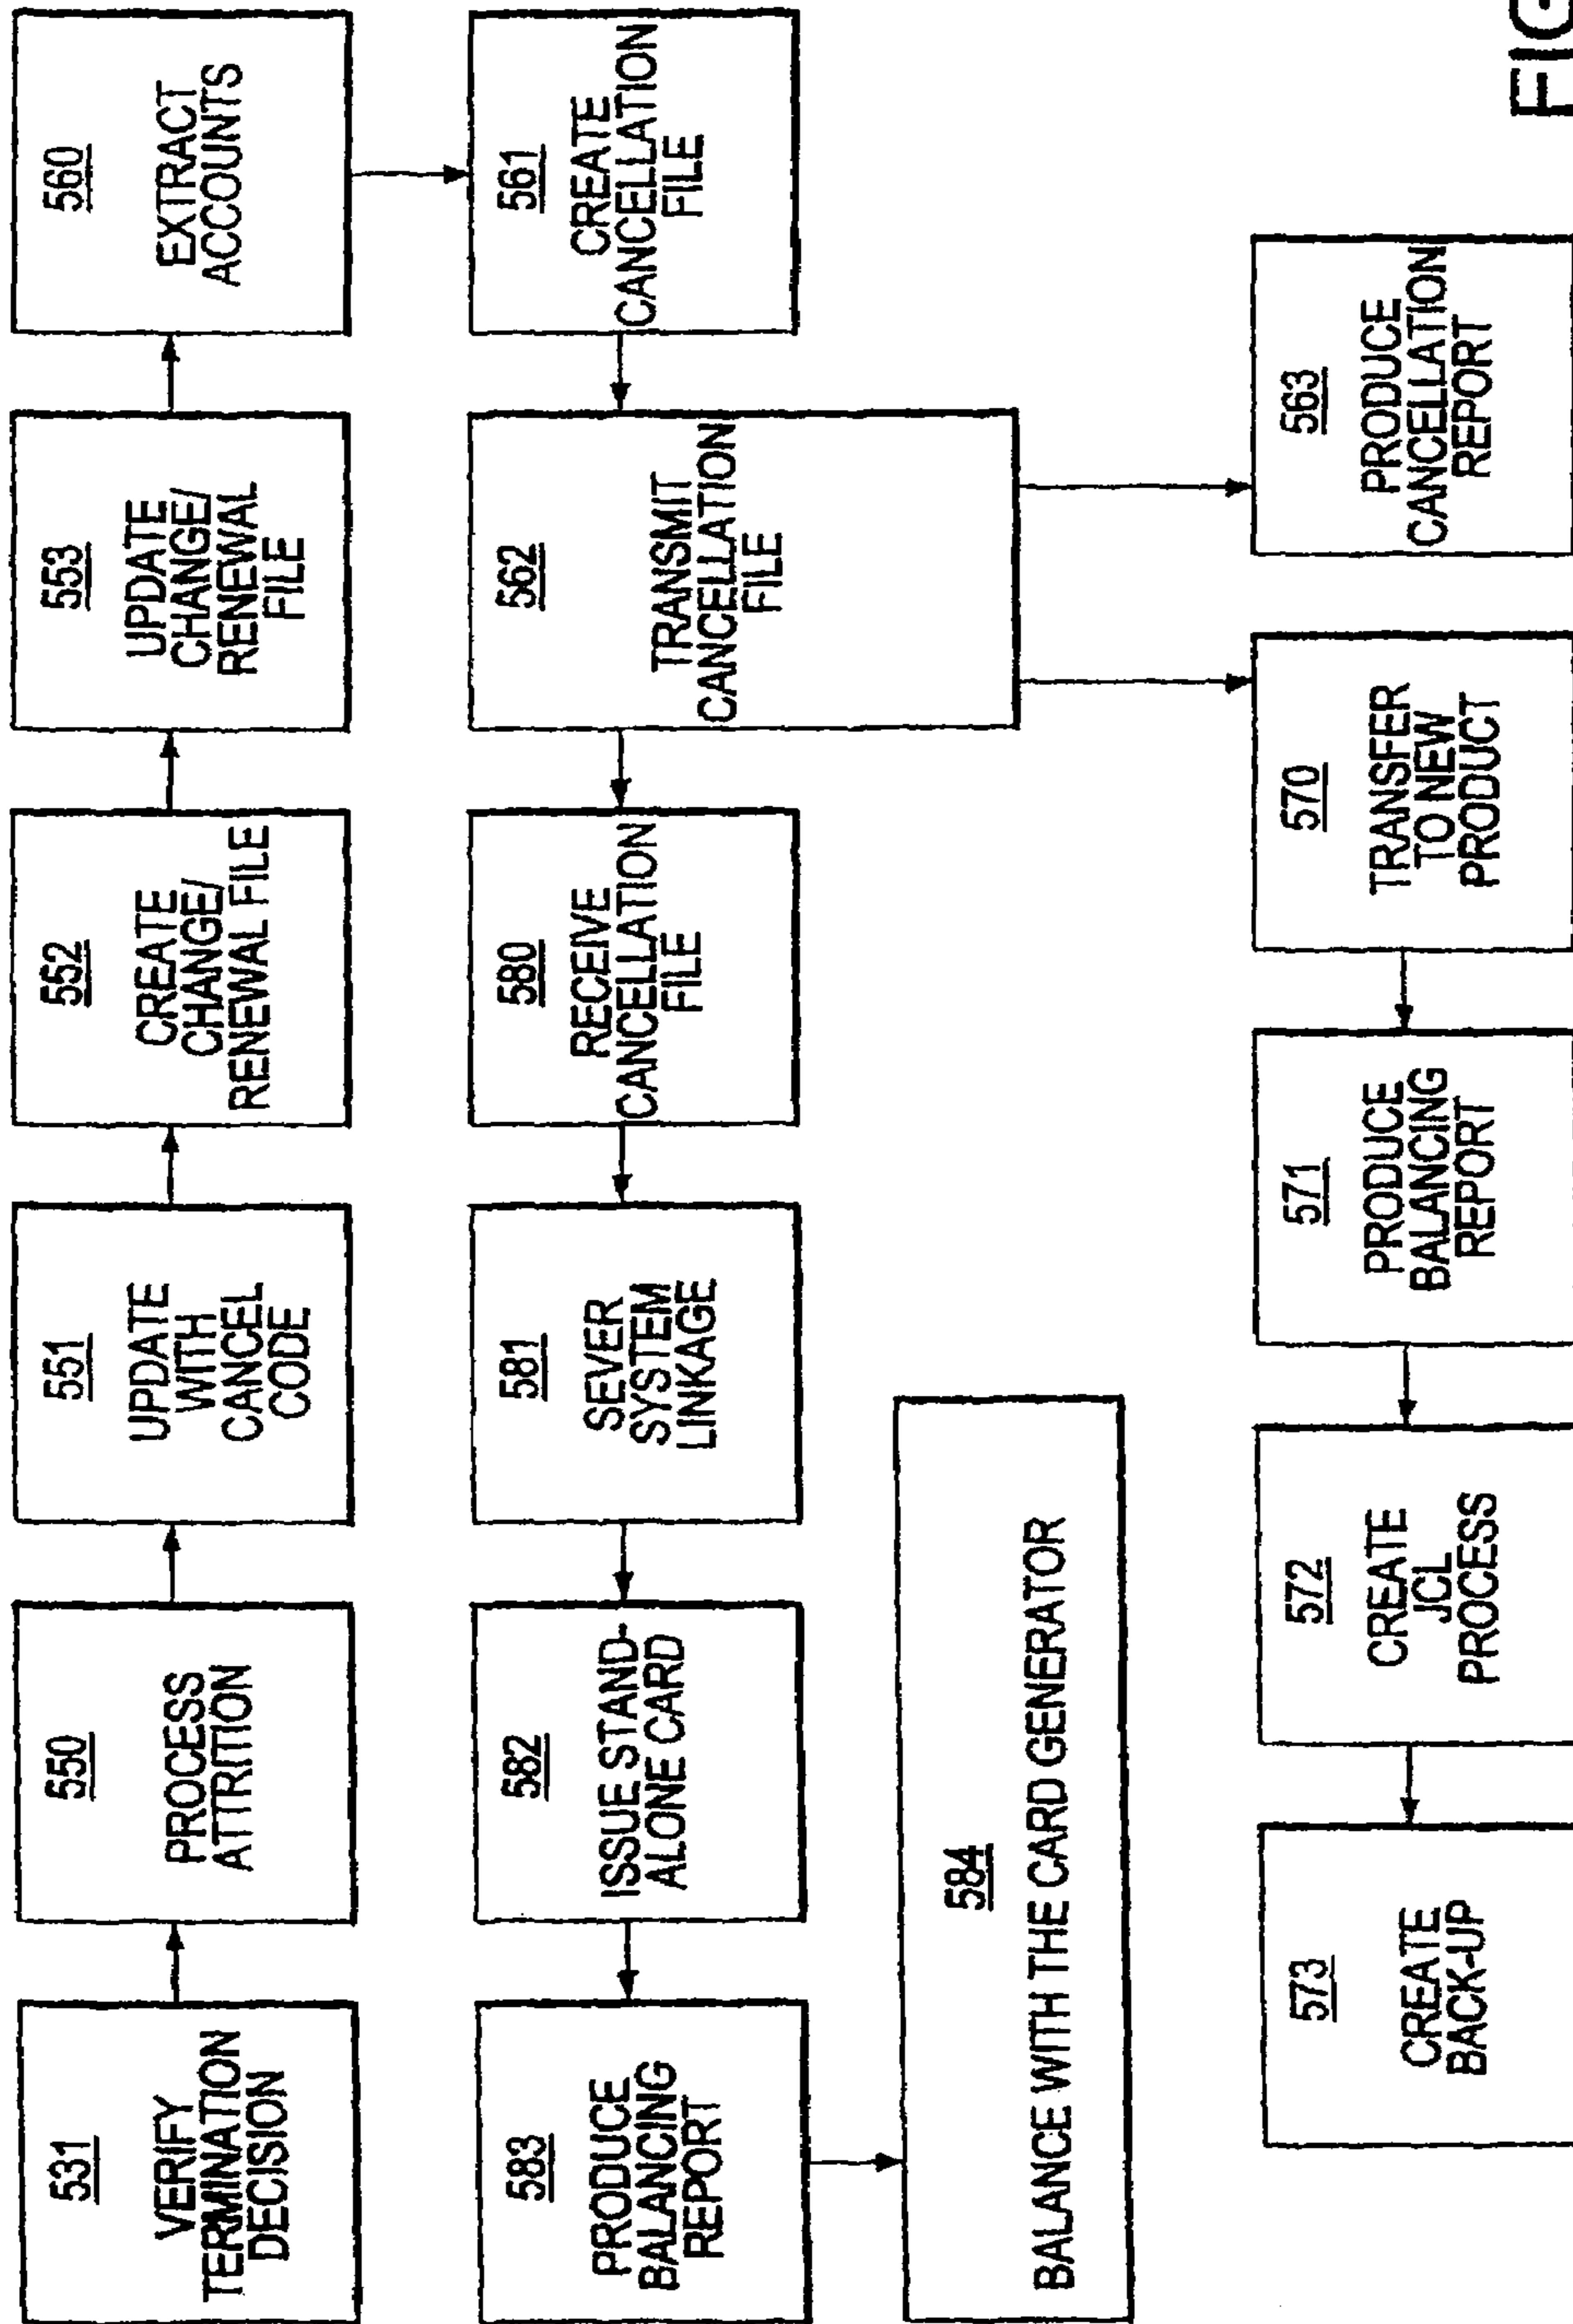 531
VERIFY
TERMINATION
DECISION
550
PROCESS
ATTRITION
551
UPDATE
WITH
CANCEL
CODE
552
CREATE
CHANGE/
RENEWAL FILE
553
UPDATE
CHANGE/
RENEWAL
FILE
560
EXTRACT
ACCOUNTS
561
CREATE
CANCELLATION
FILE
562
TRANSMIT
CANCELLATION
FILE
580
RECEIVE
CANCELLATION
FILE
581
SEVER
SYSTEM
LINKAGE
582
ISSUE STAND-
ALONE CARD
583
PRODUCE
BALANCING
REPORT
584
BALANCE WITH THE CARD GENERATOR
563
PRODUCE
CANCELLATION
REPORT
570
TRANSFER
TO NEW
PRODUCT
571
PRODUCE
BALANCING
REPORT
572
CREATE
JCL
PROCESS
573
CREATE
BACK-UP
FIG